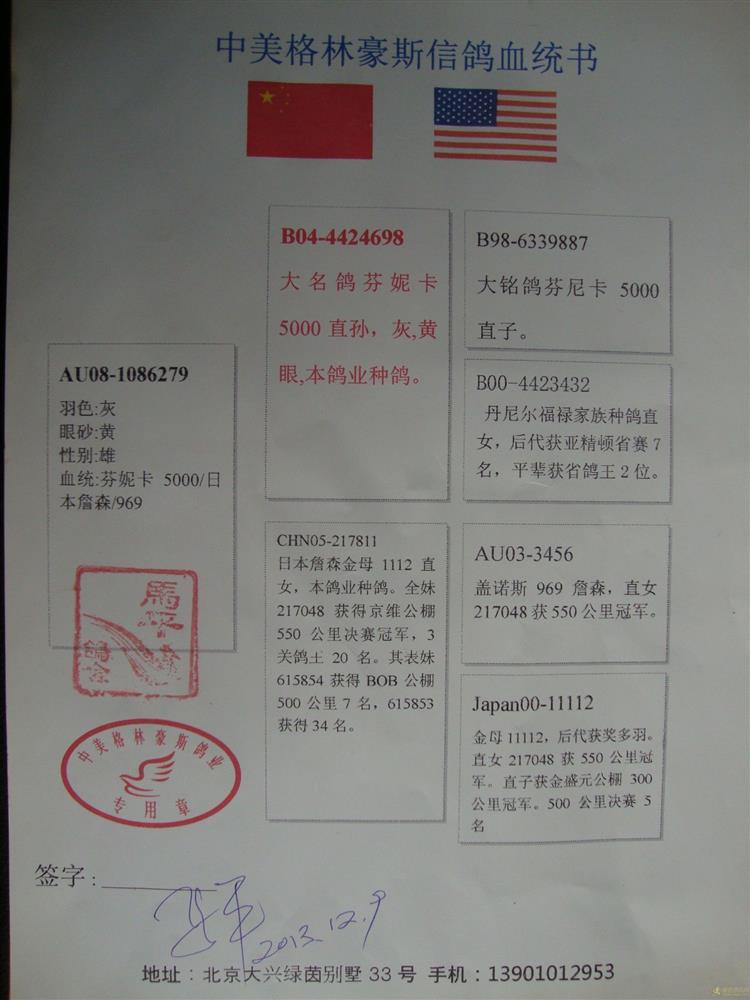 中美格林豪斯信鸽血统书
AU08-1086279
羽色:灰
眼砂:黄
性别:雄
血统:芬妮卡 5000/日
本詹森/969
B04-4424698
大名鸽芬妮卡
5000 直孙，灰,黄
眼,本鸽业种鸽。
B98-6339887
大铭鸽芬尼卡 5000
直子。
B00-4423432
丹尼尔福禄家族种鸽直
女，后代获亚精顿省赛 7
名，平辈获省鸽王 2 位。
CHN05-217811
日本詹森金母 1112 直
女，本鸽业种鸽。全妹
217048 获得京维公棚
550 公里决赛冠军，3
关鸽王 20 名。其表妹
615854 获得 BOB 公棚
500 公里 7 名，615853
获得 34 名。
AU03-3456
盖诺斯 969 詹森，直女
217048 获 550 公里冠军。
Japan00-11112
金母 11112，后代获奖多羽。
直女 217048 获 550 公里冠
军。直子获金盛元公棚 300
公里冠军。500 公里决赛 5
名
中美格林豪斯鸽业
专用章
签字:
2013.12.9
地址：北京大兴绿茵别墅 33 号 手机：13901012953